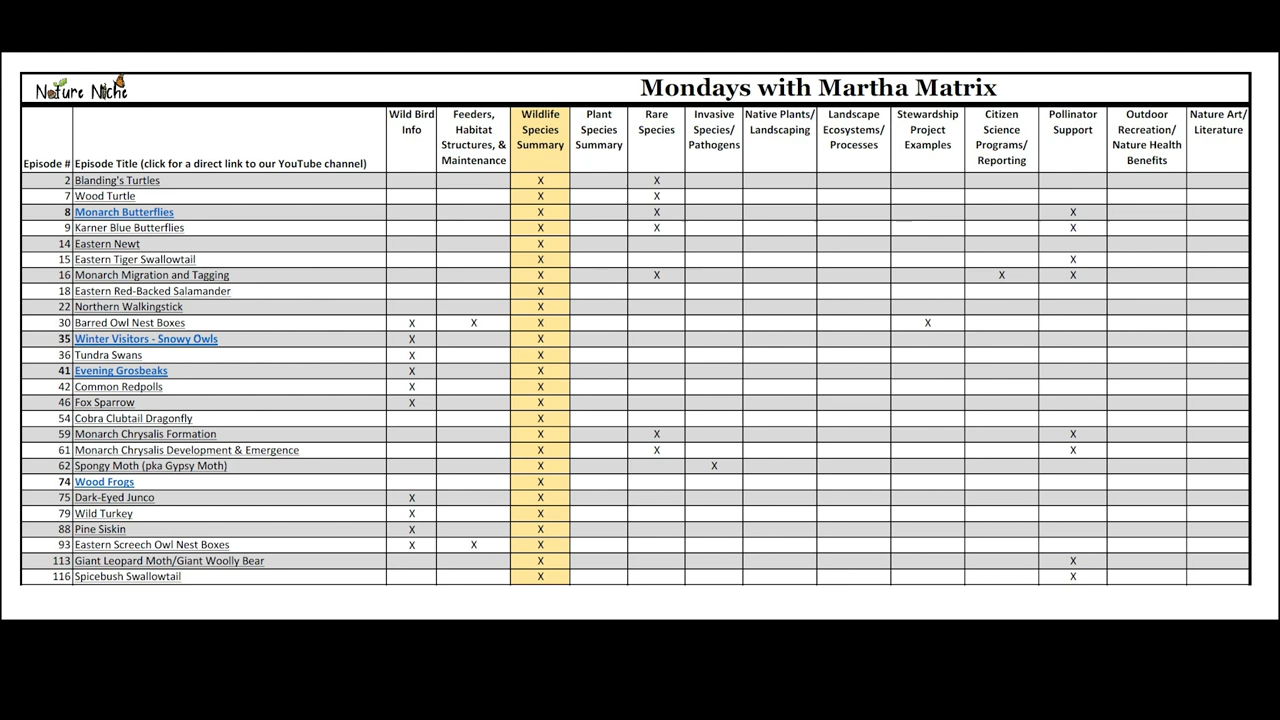 Nature Niche
Mondays with Martha Matrix
Episode # Episode Title (click for a direct link to our YouTube channel) Wild Bird Info Feeders, Habitat Structures, & Maintenance Wildlife Species Summary Plant Species Summary Rare Species Invasive Species/ Pathogens Native Plants/ Landscaping Landscape Ecosystems/ Processes Stewardship Project Examples Citizen Science Programs/ Reporting Pollinator Support Outdoor Recreation/ Nature Health Benefits Nature Art/ Literature
2 Blanding's Turtles X X
7 Wood Turtle X X
8 Monarch Butterflies X X X
9 Karner Blue Butterflies X X X
14 Eastern Newt X
15 Eastern Tiger Swallowtail X X
16 Monarch Migration and Tagging X X X X
18 Eastern Red-Backed Salamander X
22 Northern Walkingstick X
30 Barred Owl Nest Boxes X X X X
35 Winter Visitors - Snowy Owls X X
36 Tundra Swans X X
41 Evening Grosbeaks X X
42 Common Redpolls X X
46 Fox Sparrow X X
54 Cobra Clubtail Dragonfly X
59 Monarch Chrysalis Formation X X X
61 Monarch Chrysalis Development & Emergence X X X
62 Spongy Moth (pka Gypsy Moth) X X
74 Wood Frogs X
75 Dark-Eyed Junco X X
79 Wild Turkey X X
88 Pine Siskin X X
93 Eastern Screech Owl Nest Boxes X X X
113 Giant Leopard Moth/Giant Woolly Bear X X
116 Spicebush Swallowtail X X